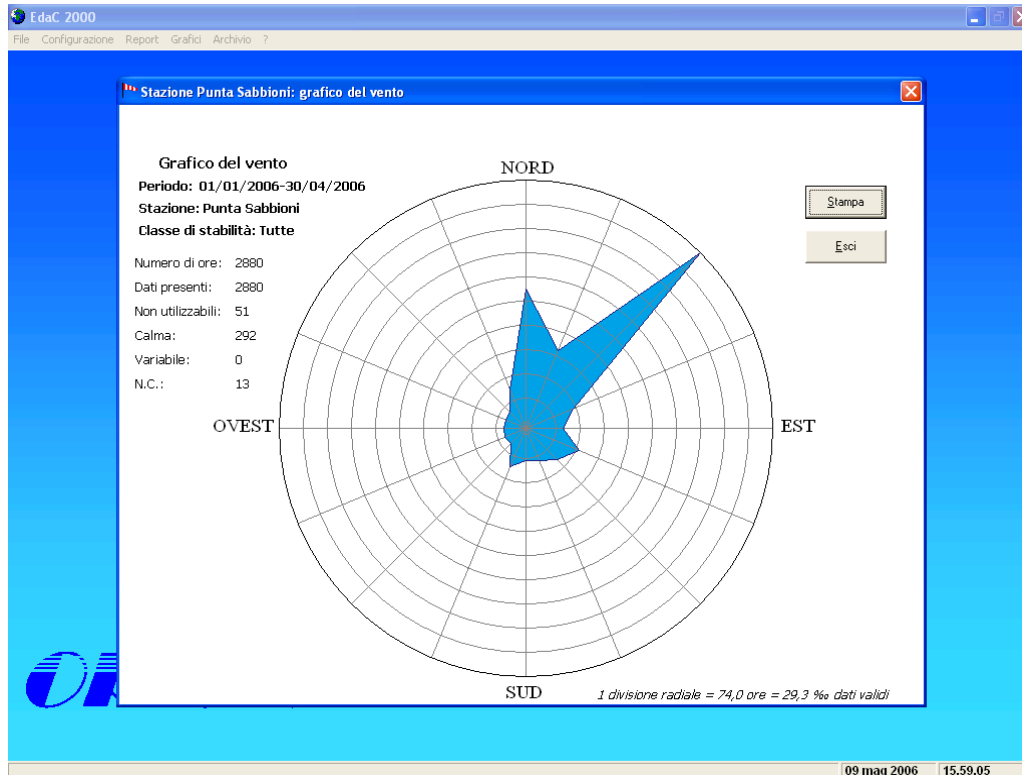 EdaC 2000
File Configurazione Report Grafici Archivio ?
Stazione Punta Sabbioni: grafico del vento
Grafico del vento
Periodo: 01/01/2006-30/04/2006
Stazione: Punta Sabbioni
Classe di stabilità: Tutte
Numero di ore: 2880
Dati presenti: 2880
Non utilizzabili: 51
Calma: 292
Variabile: 0
N.C.: 13
NORD
OVEST
EST
SUD
Stampa
Esci
1 divisione radiale = 74,0 ore = 29,3 ‰ dati validi
09 mag 2006 15.59.05